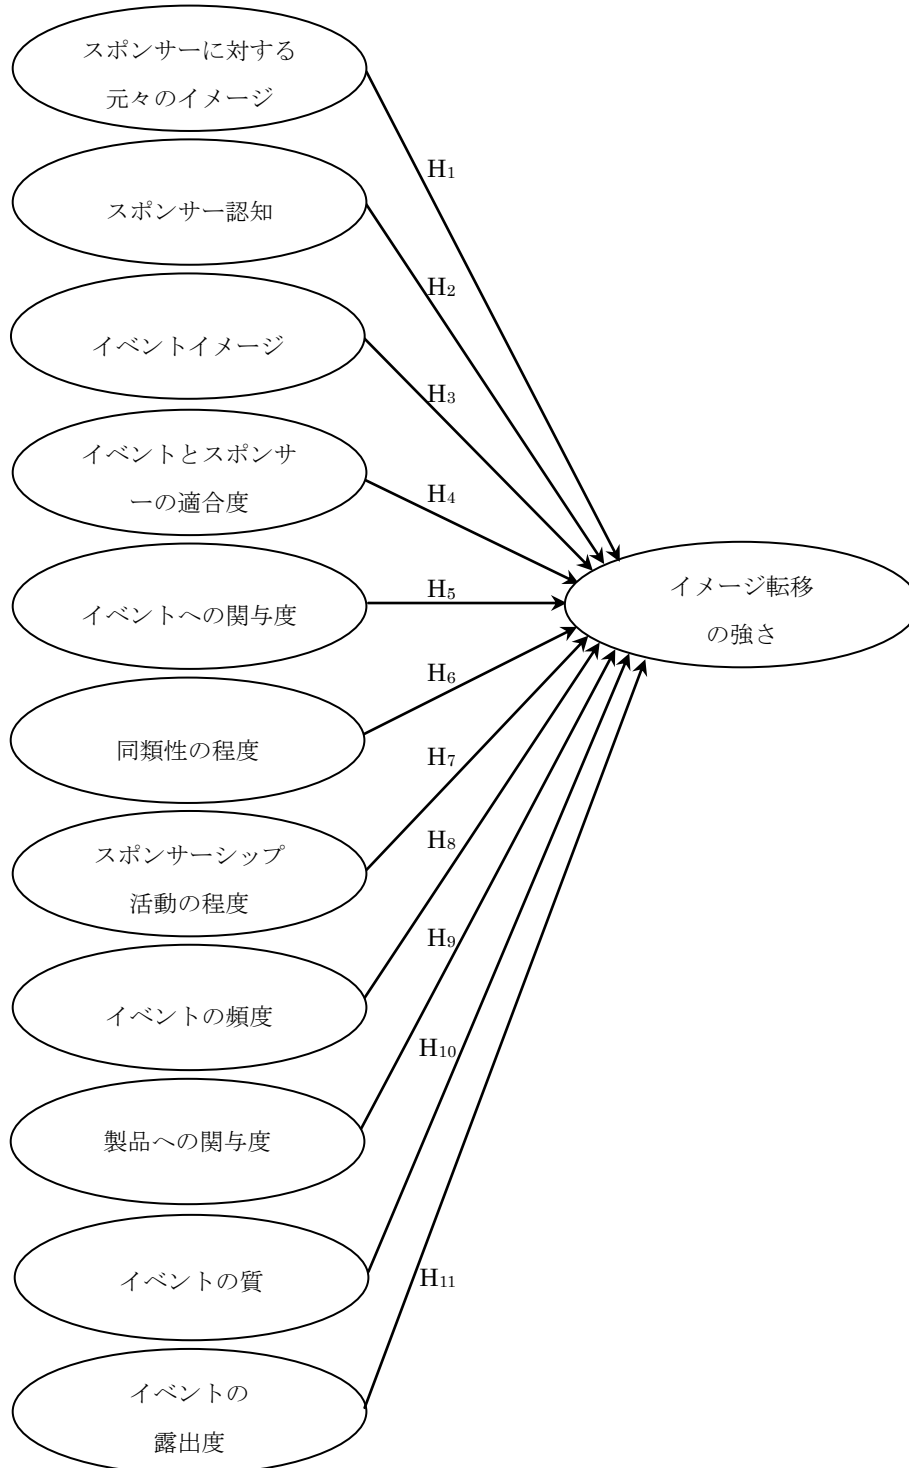 スポンサーに対する
元々のイメージ
H₁
スポンサー認知
H₂
イベントイメージ
H₃
イベントとスポンサ
ーの適合度
H₄
イベントへの関与度
H₅
イメージ転移
の強さ
同類性の程度
H₆
スポンサーシップ
活動の程度
H₇
イベントの頻度
H₈
製品への関与度
H₉
イベントの質
H₁₀
イベントの
露出度
H₁₁